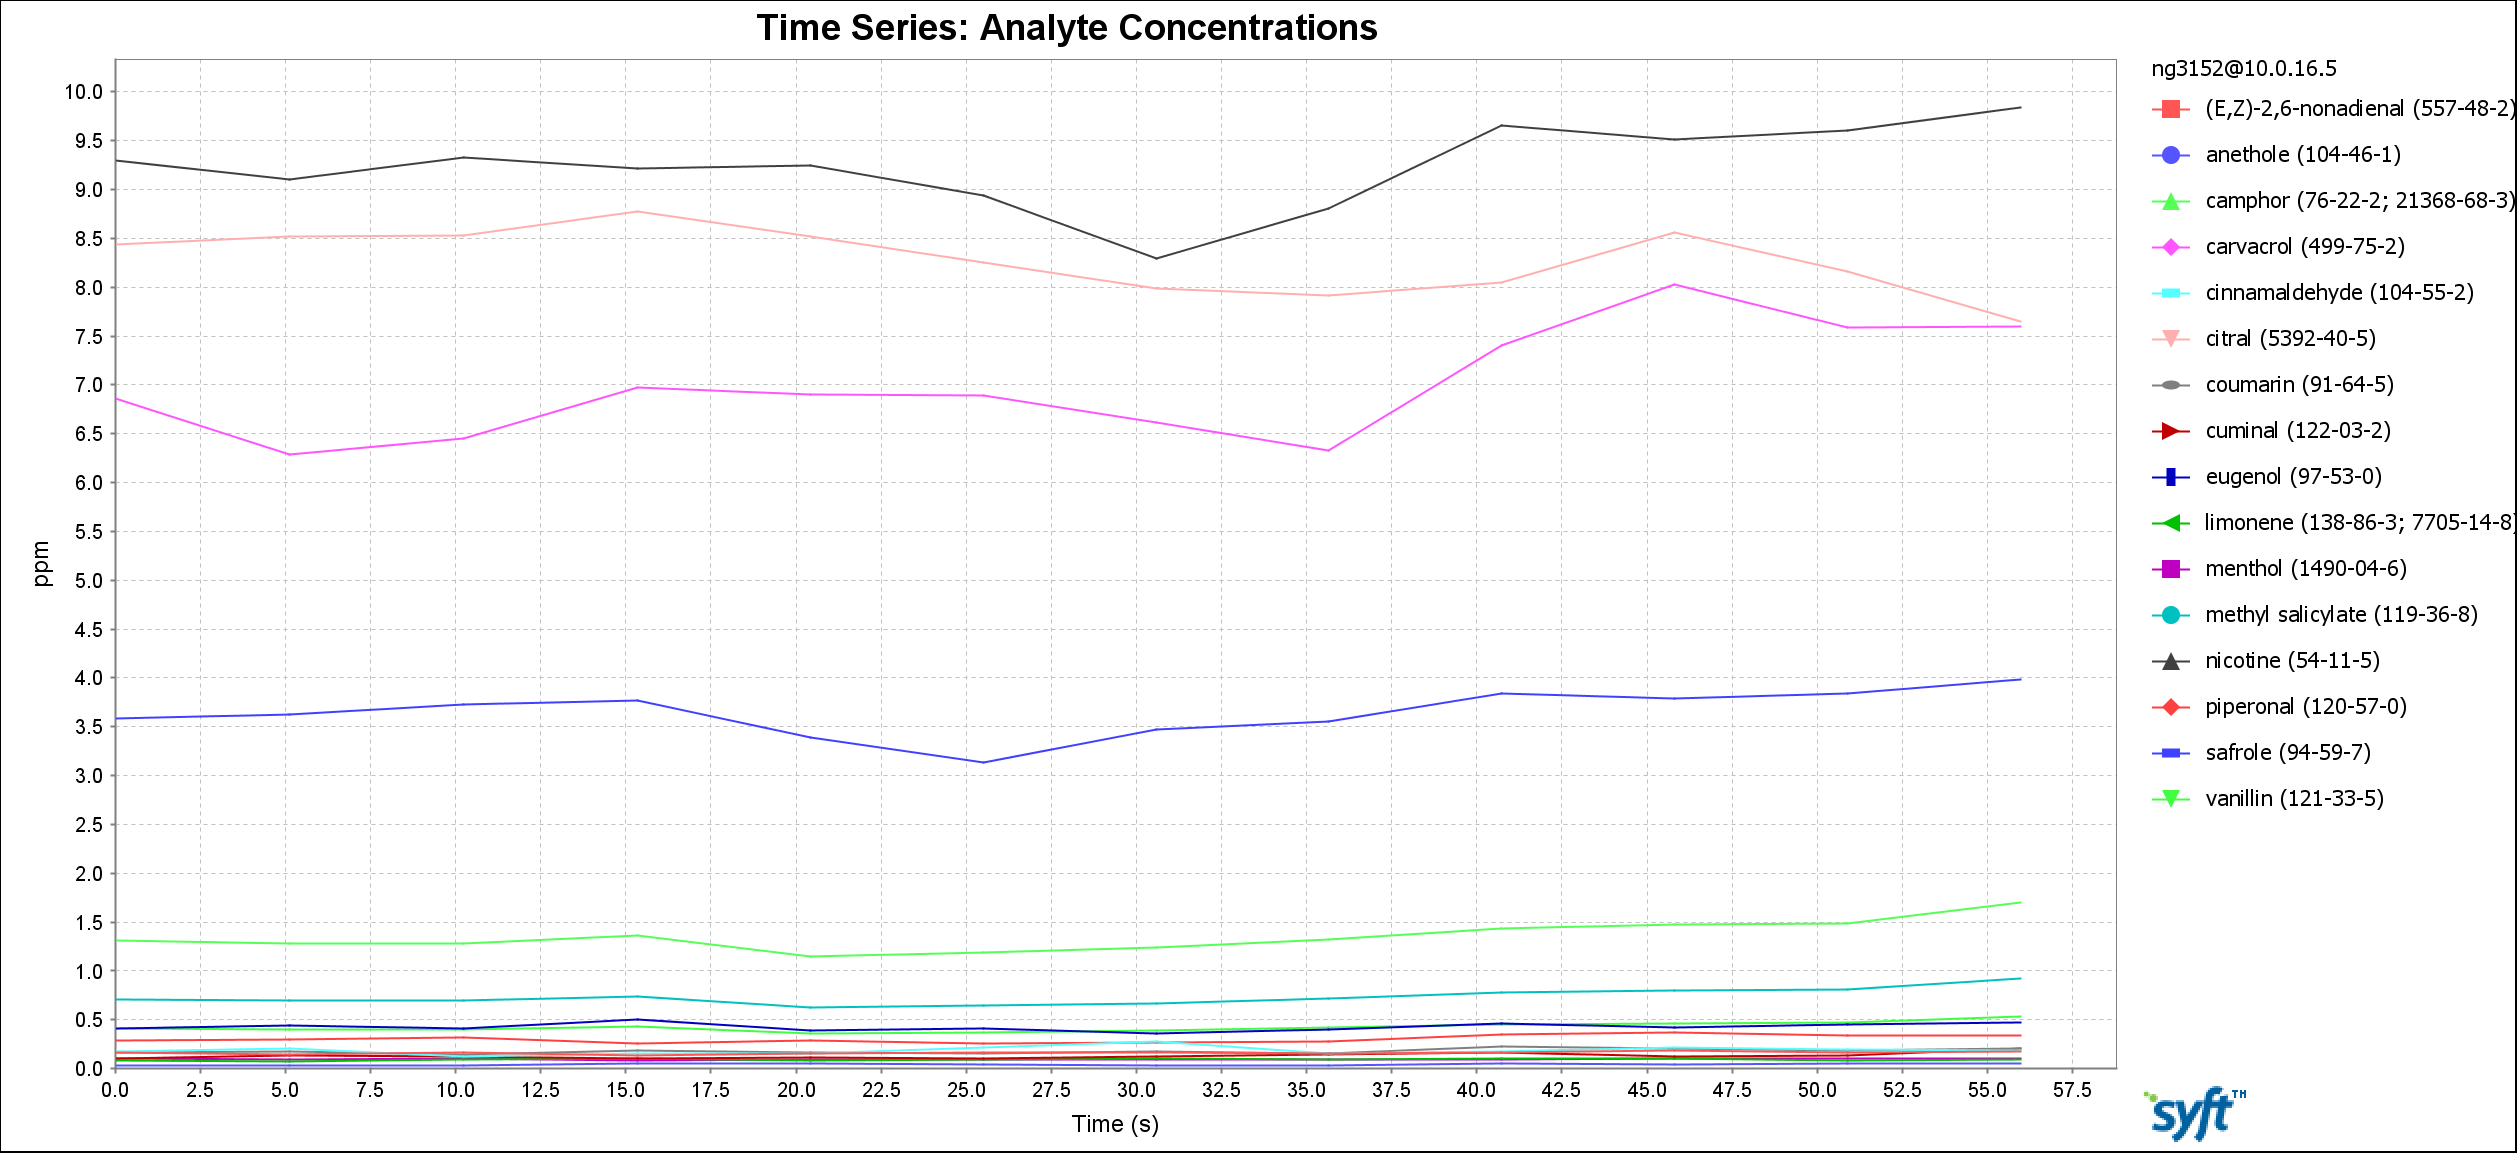 Time Series: Analyte Concentrations
ng3152@10.0.16.5
(E,Z)-2,6-nonadienal (557-48-2)
anethole (104-46-1)
camphor (76-22-2; 21368-68-3)
carvacrol (499-75-2)
cinnamaldehyde (104-55-2)
citral (5392-40-5)
coumarin (91-64-5)
cuminal (122-03-2)
eugenol (97-53-0)
limonene (138-86-3; 7705-14-8)
menthol (1490-04-6)
methyl salicylate (119-36-8)
nicotine (54-11-5)
piperonal (120-57-0)
safrole (94-59-7)
vanillin (121-33-5)
10.0
9.5
9.0
8.5
8.0
7.5
7.0
6.5
6.0
5.5
5.0
4.5
4.0
3.5
3.0
2.5
2.0
1.5
1.0
0.5
0.0
ppm
0.0 2.5 5.0 7.5 10.0 12.5 15.0 17.5 20.0 22.5 25.0 27.5 30.0 32.5 35.0 37.5 40.0 42.5 45.0 47.5 50.0 52.5 55.0 57.5
Time (s)
syft™